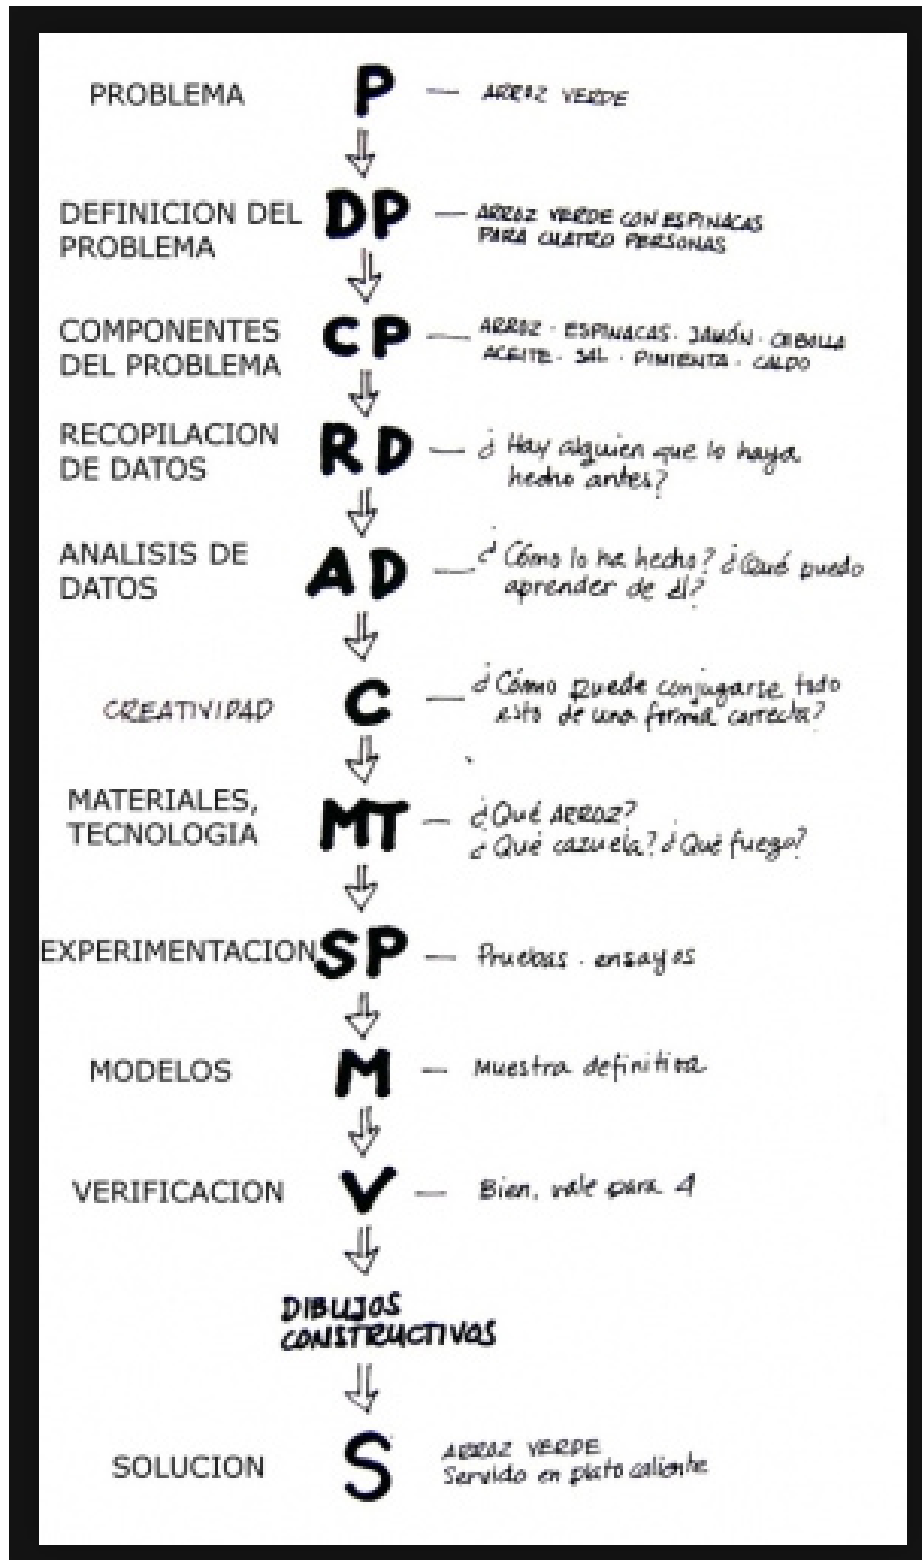 PROBLEMA P — ARROZ VERDE
DEFINICION DEL DP — ARROZ VERDE CON ESPINACAS
PROBLEMA PARA CUATRO PERSONAS
COMPONENTES CP — ARROZ · ESPINACAS · JAMÓN · CEBOLLA
DEL PROBLEMA ACEITE · SAL · PIMIENTA · CALDO
RECOPILACION RD — ¿Hay alguien que lo haya
DE DATOS hecho antes?
ANALISIS DE AD — ¿Cómo lo ha hecho? ¿Qué puedo
DATOS aprender de él?
CREATIVIDAD C — ¿Cómo puede conjugarse todo
esto de una forma correcta?
MATERIALES, MT — ¿Qué ARROZ?
TECNOLOGIA ¿Qué cazuela? ¿Qué fuego?
EXPERIMENTACION SP — Pruebas · ensayos
MODELOS M — Muestra definitiva
VERIFICACION V — Bien, vale para 4
DIBUJOS
CONSTRUCTIVOS
SOLUCION S ARROZ VERDE
Servido en plato caliente